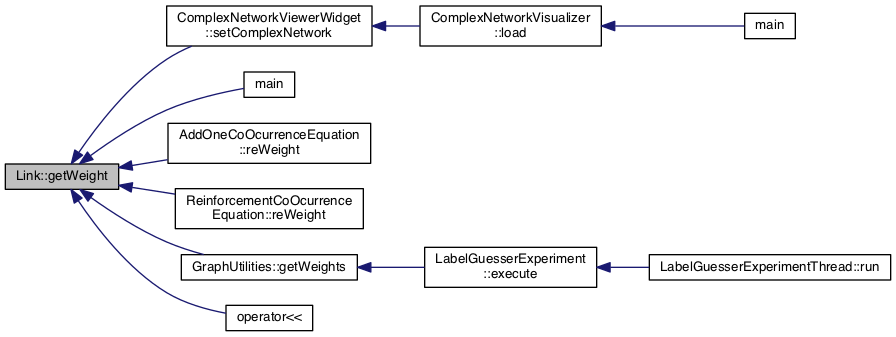 ComplexNetworkViewerWidget
::setComplexNetwork
ComplexNetworkVisualizer
::load
main
main
AddOneCoOcurrenceEquation
::reWeight
Link::getWeight
ReinforcementCoOcurrence
Equation::reWeight
GraphUtilities::getWeights
LabelGuesserExperiment
::execute
LabelGuesserExperimentThread::run
operator<<